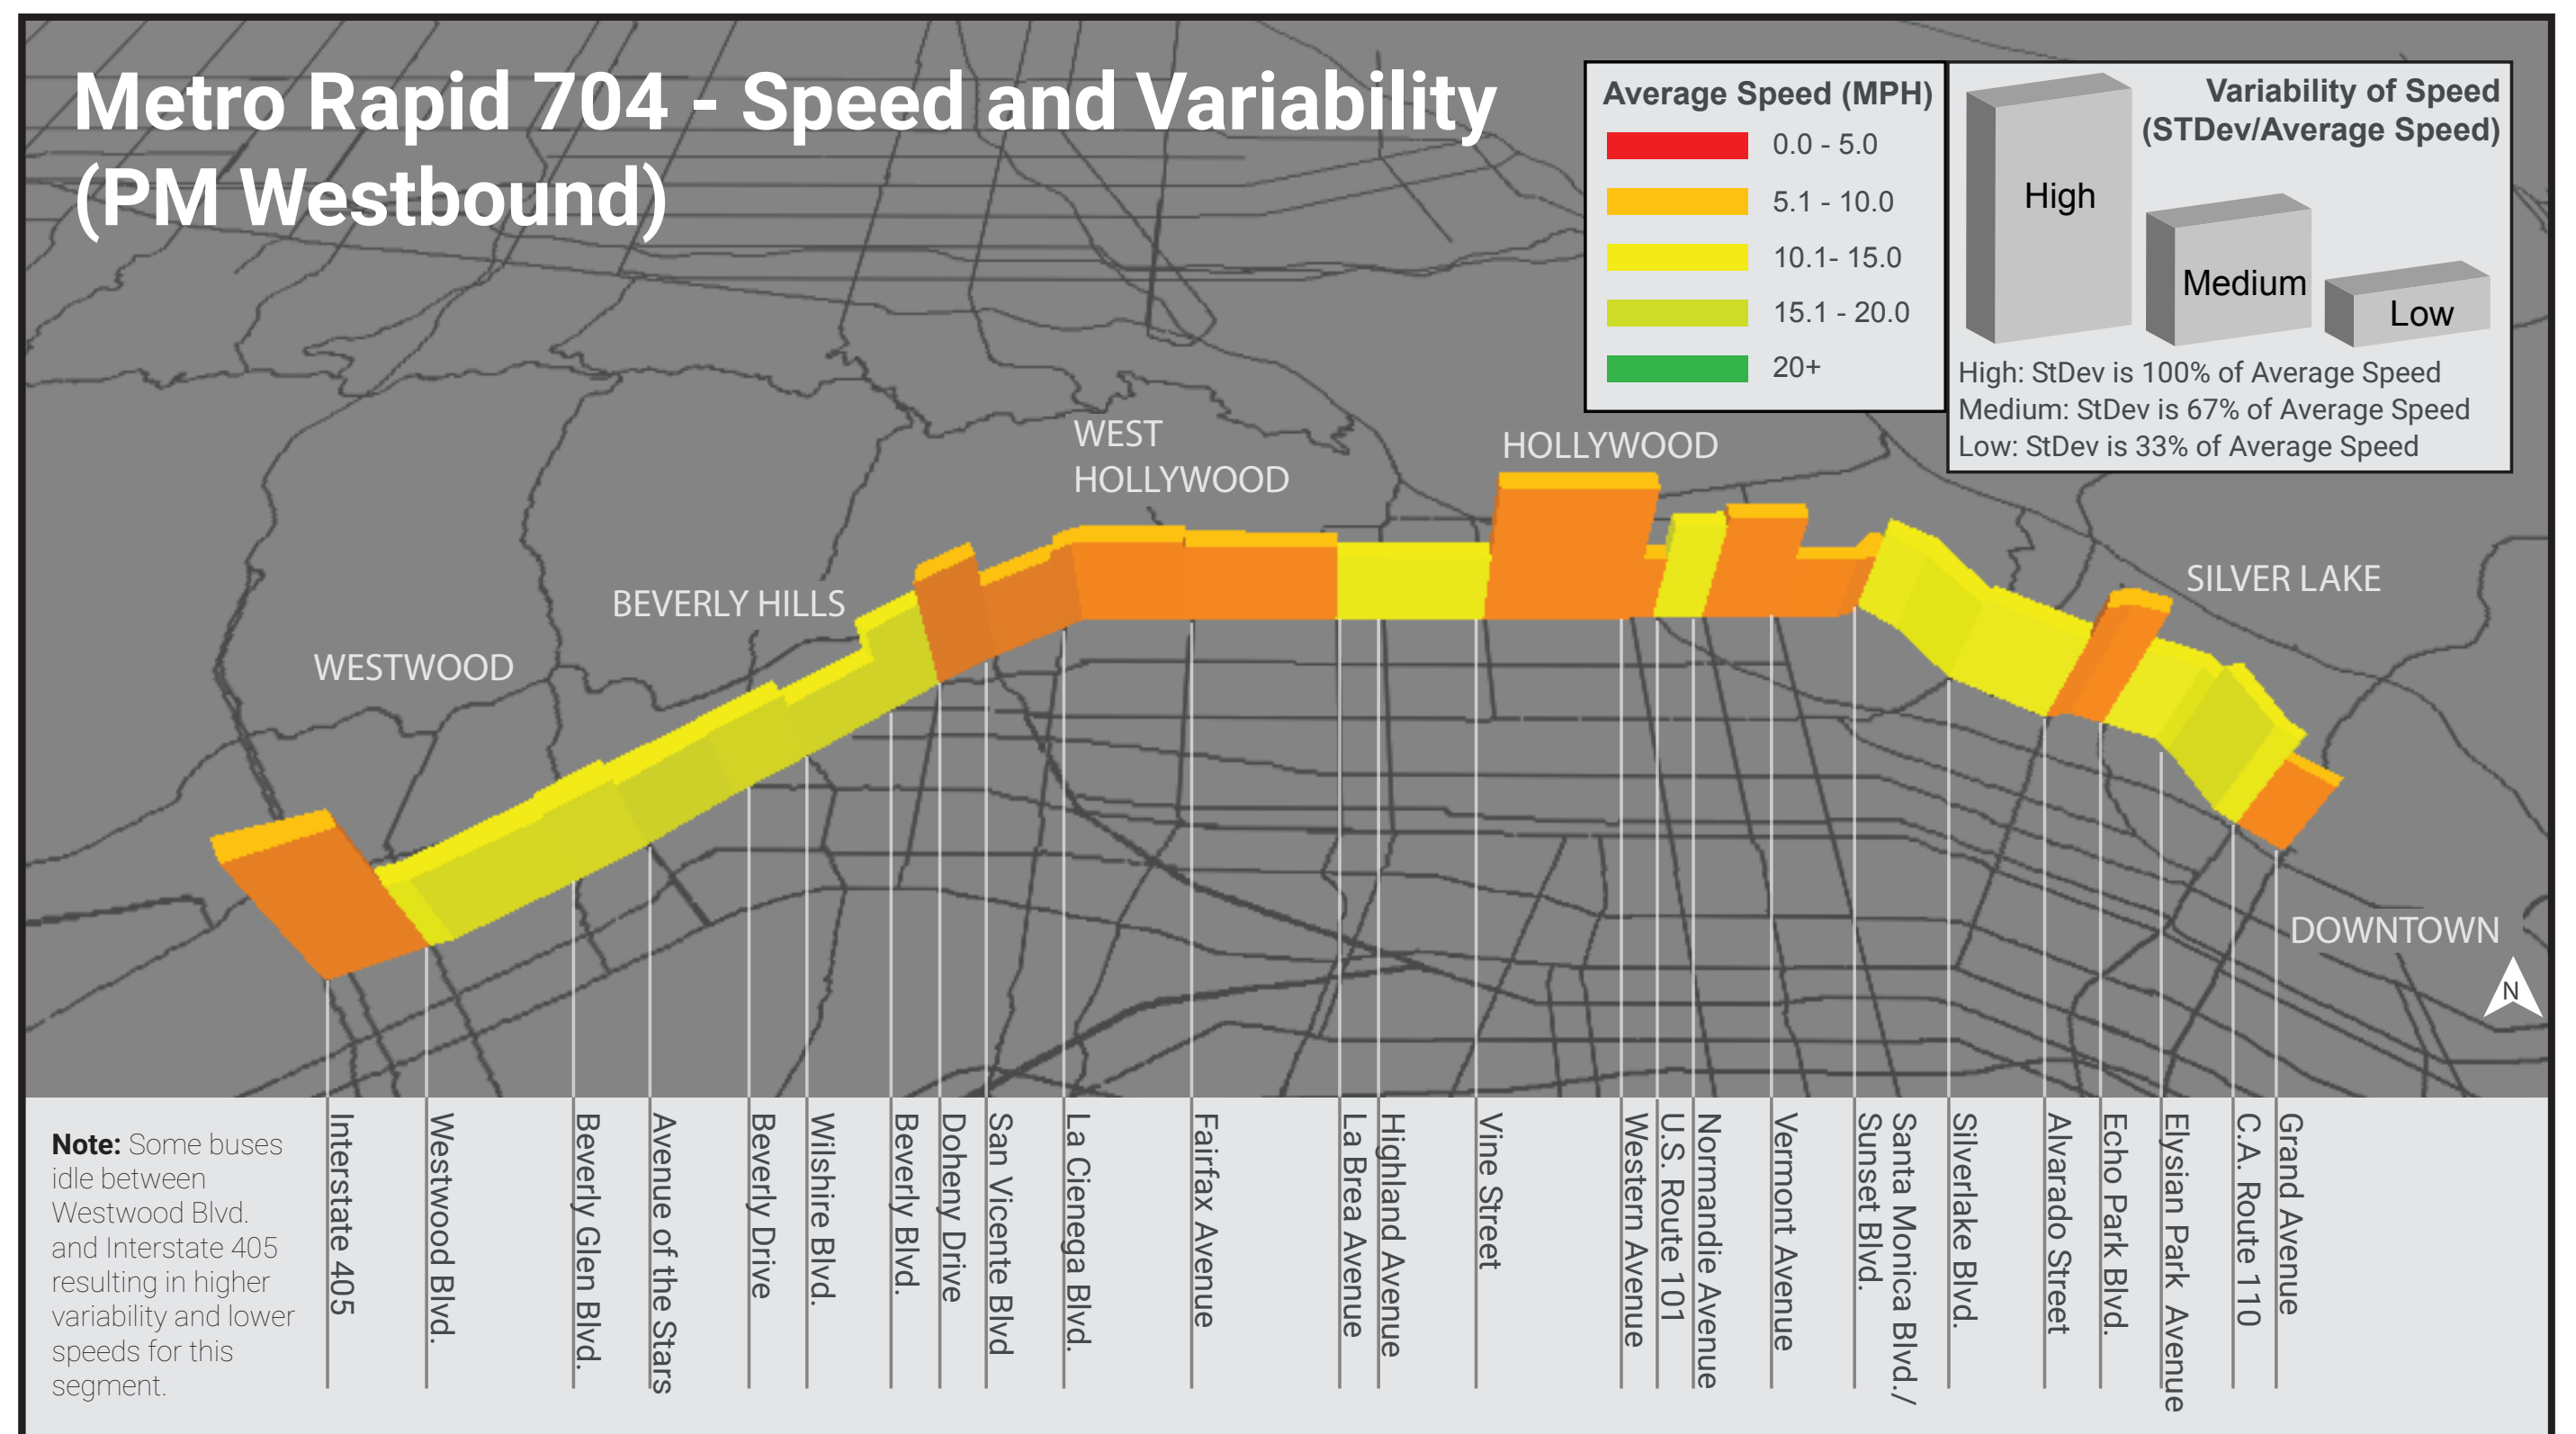 Metro Rapid 704 - Speed and Variability
(PM Westbound)
Average Speed (MPH)
0.0 - 5.0
5.1 - 10.0
10.1- 15.0
15.1 - 20.0
20+
Variability of Speed
(STDev/Average Speed)
High
Medium
Low
High: StDev is 100% of Average Speed
Medium: StDev is 67% of Average Speed
Low: StDev is 33% of Average Speed
WEST
HOLLYWOOD
HOLLYWOOD
SILVER LAKE
BEVERLY HILLS
WESTWOOD
DOWNTOWN
N
Note: Some buses
idle between
Westwood Blvd.
and Interstate 405
resulting in higher
variability and lower
speeds for this
segment.
Interstate 405
Westwood Blvd.
Beverly Glen Blvd.
Avenue of the Stars
Beverly Drive
Wilshire Blvd.
Beverly Blvd.
Doheny Drive
San Vicente Blvd
La Cienega Blvd.
Fairfax Avenue
La Brea Avenue
Highland Avenue
Vine Street
Western Avenue
U.S. Route 101
Normandie Avenue
Vermont Avenue
Santa Monica Blvd./
Sunset Blvd.
Silverlake Blvd.
Alvarado Street
Echo Park Blvd.
Elysian Park Avenue
C.A. Route 110
Grand Avenue